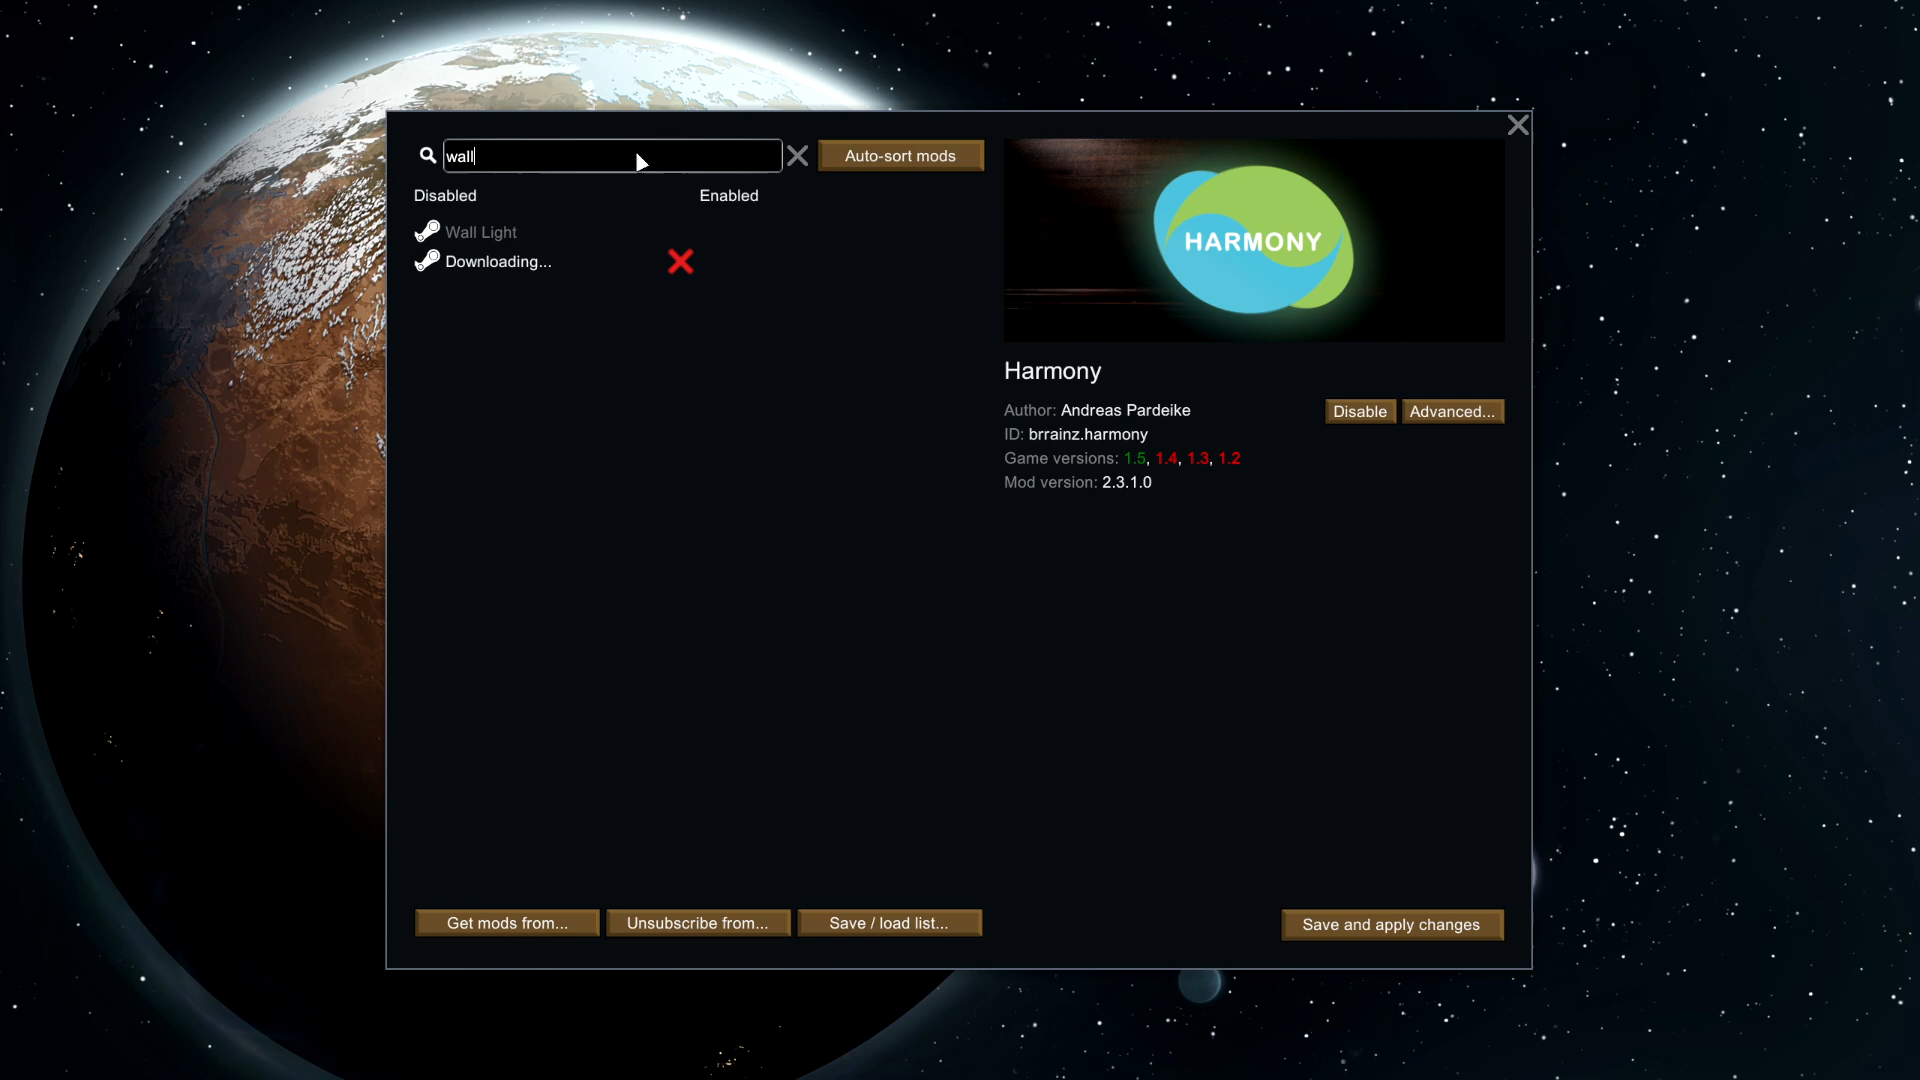 wall
Auto-sort mods
Disabled
Enabled
Wall Light
Downloading...
HARMONY
Harmony
Author: Andreas Pardeike
Disable
Advanced...
ID: brrainz.harmony
Game versions: 1.5, 1.4, 1.3, 1.2
Mod version: 2.3.1.0
Get mods from...
Unsubscribe from...
Save / load list...
Save and apply changes